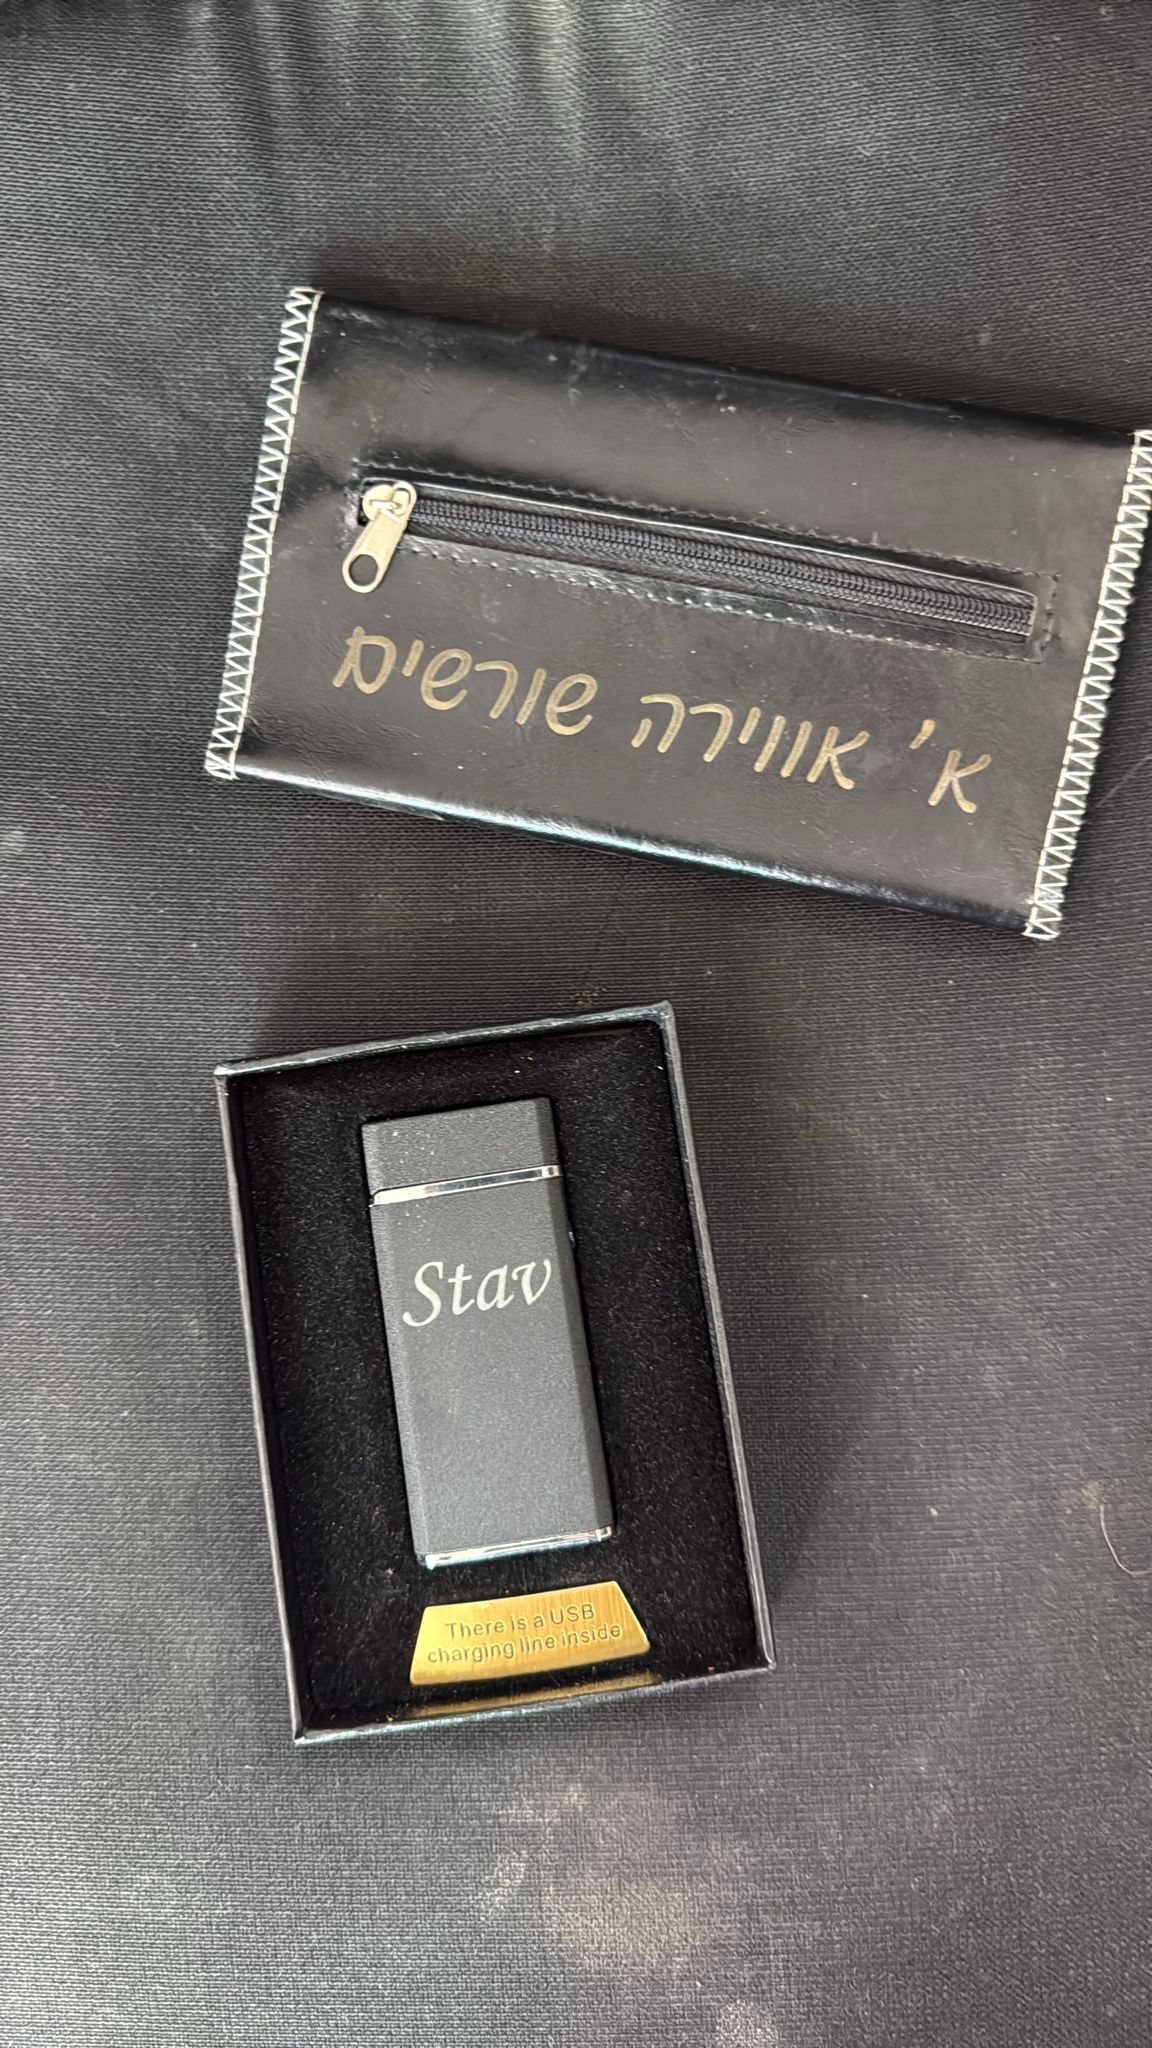 א' אווירה שורשים
Stav
There is a USB
charging line inside